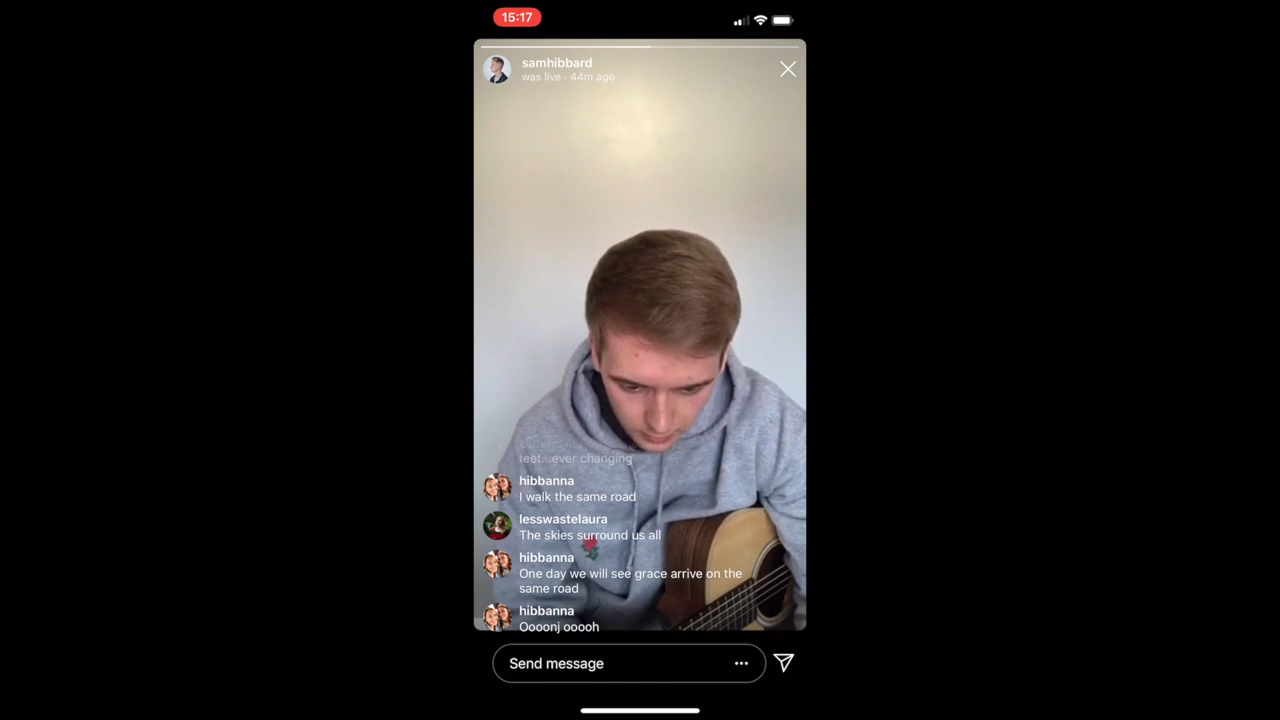 15:17
samhibbard
was live · 44m ago
feet...ever changing
hibbanna
I walk the same road
lesswastelaura
The skies surround us all
hibbanna
One day we will see grace arrive on the
same road
hibbanna
Oooonj ooooh
Send message